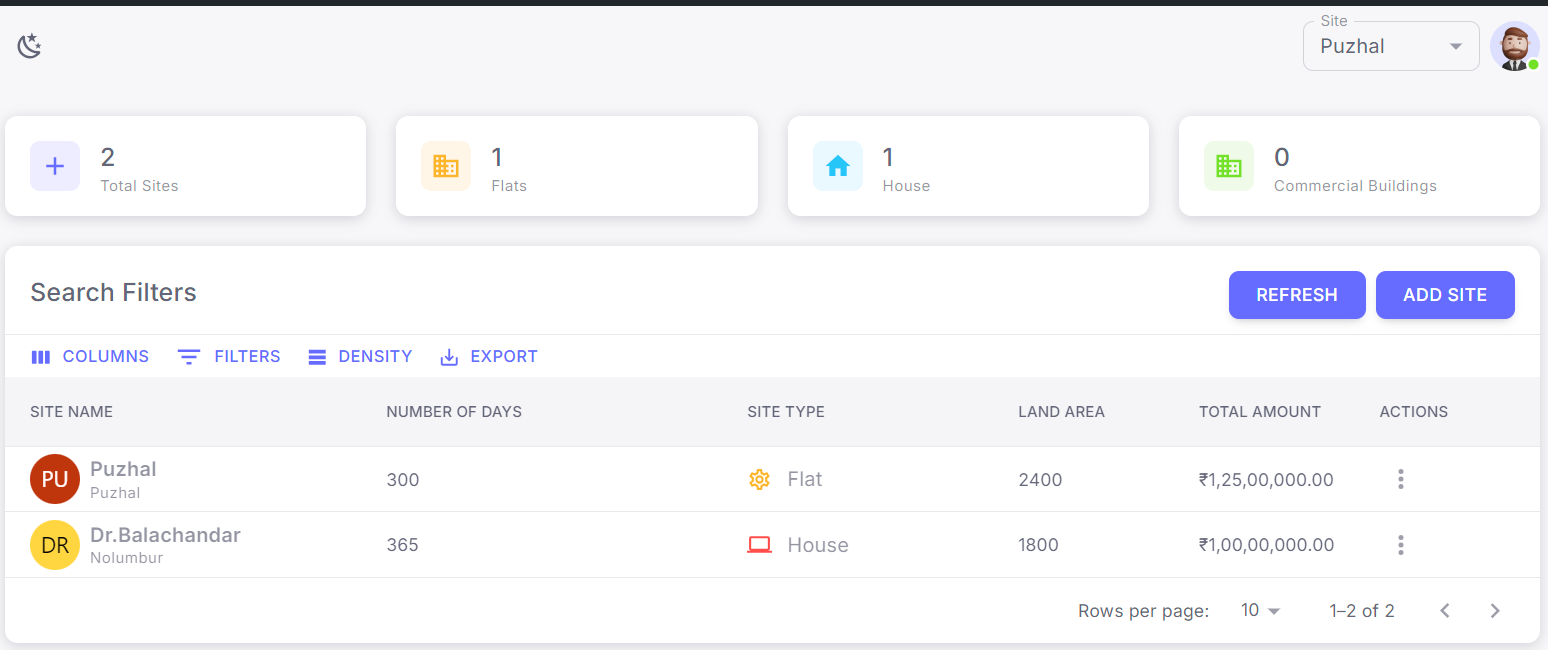 Site
Puzhal
2
Total Sites
1
Flats
1
House
0
Commercial Buildings
Search Filters
REFRESH ADD SITE
COLUMNS FILTERS DENSITY EXPORT
SITE NAME NUMBER OF DAYS SITE TYPE LAND AREA TOTAL AMOUNT ACTIONS
PU Puzhal 300 Flat 2400 ₹1,25,00,000.00
Puzhal
DR Dr.Balachandar 365 House 1800 ₹1,00,00,000.00
Nolumbur
Rows per page: 10 1–2 of 2